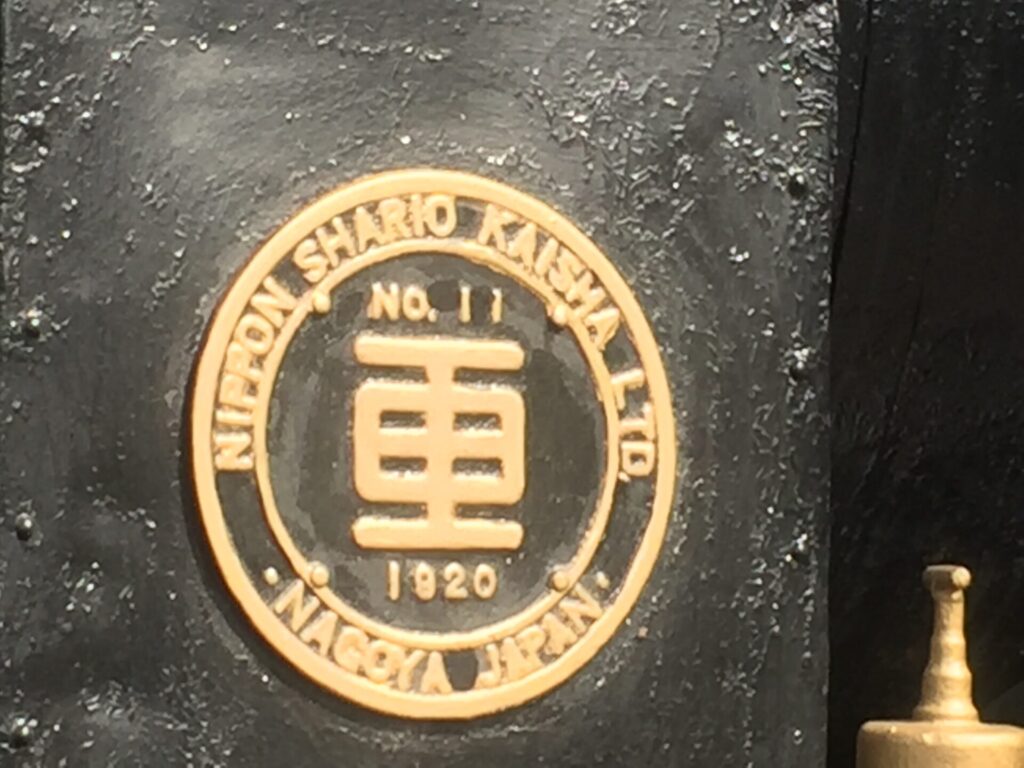 NIPPON SHARIO KAISHA LTD.
NO. 11
車
1920
· NAGOYA JAPAN ·